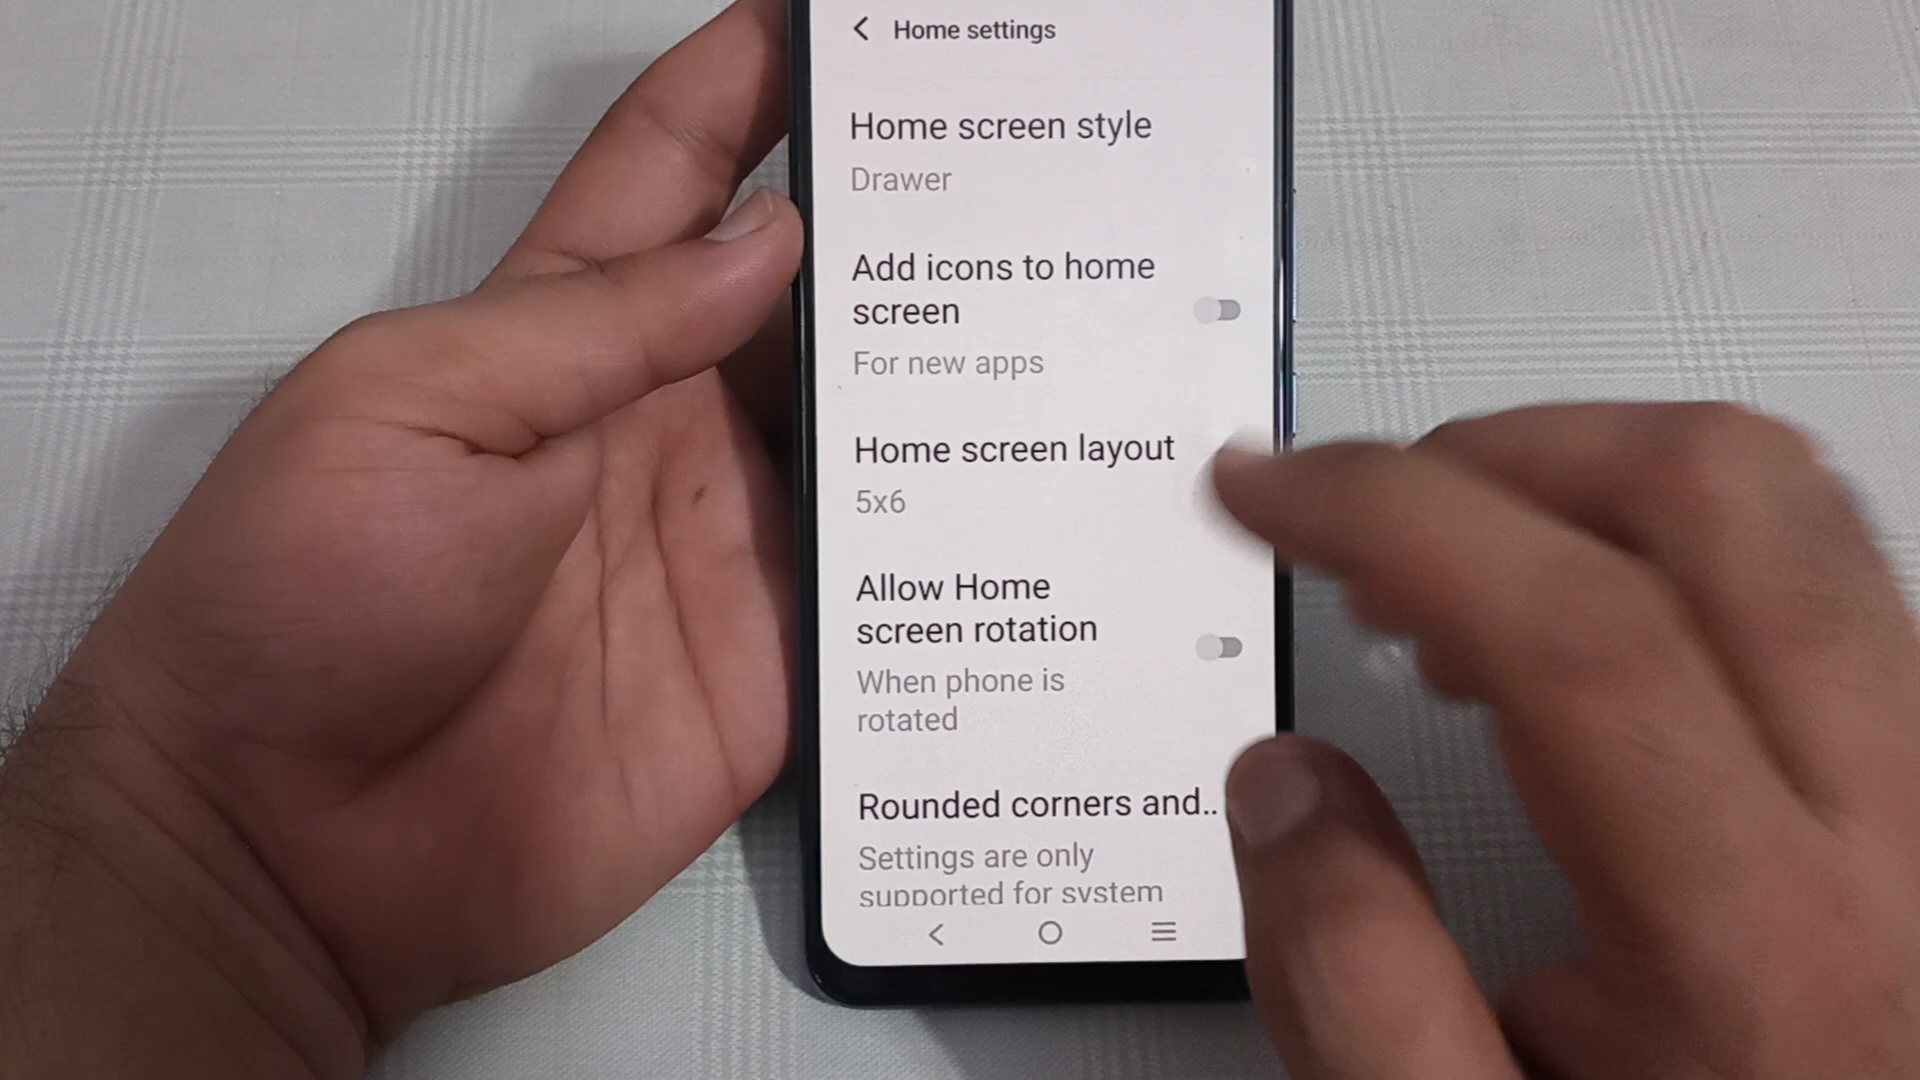 Home settings
Home screen style
Drawer
Add icons to home
screen
For new apps
Home screen layout
5x6
Allow Home
screen rotation
When phone is
rotated
Rounded corners and..
Settings are only
supported for system